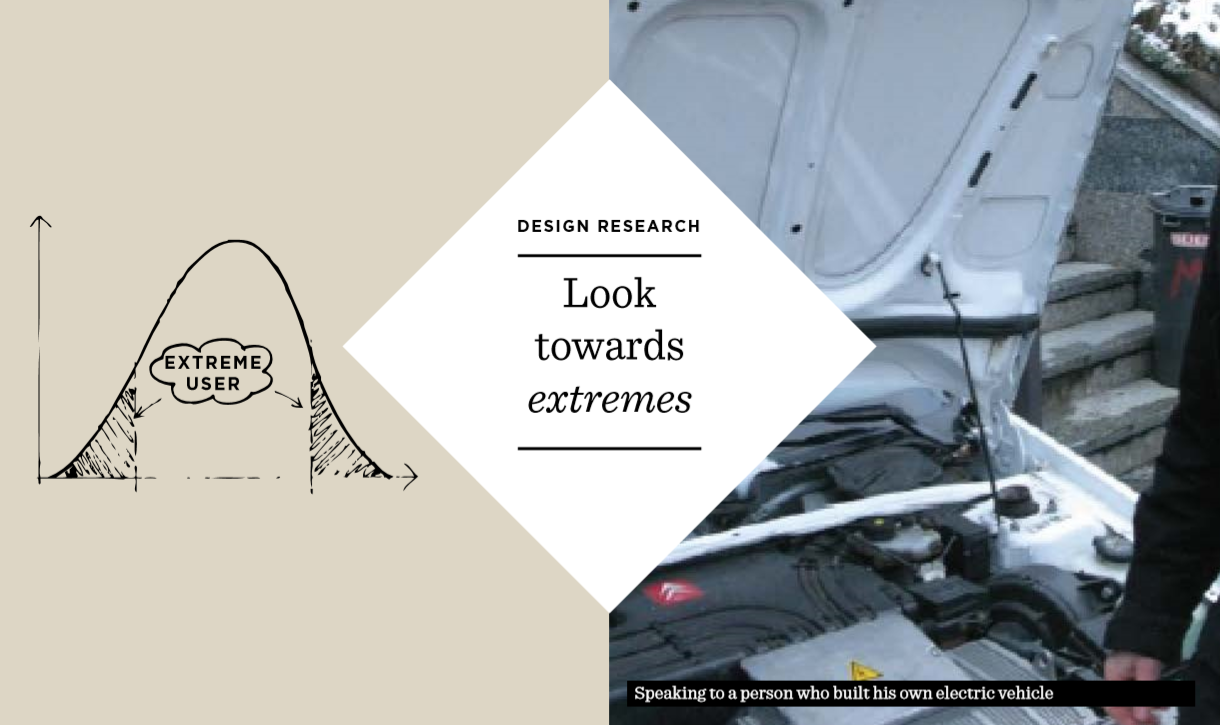 EXTREME
USER
DESIGN RESEARCH
Look
towards
extremes
Speaking to a person who built his own electric vehicle